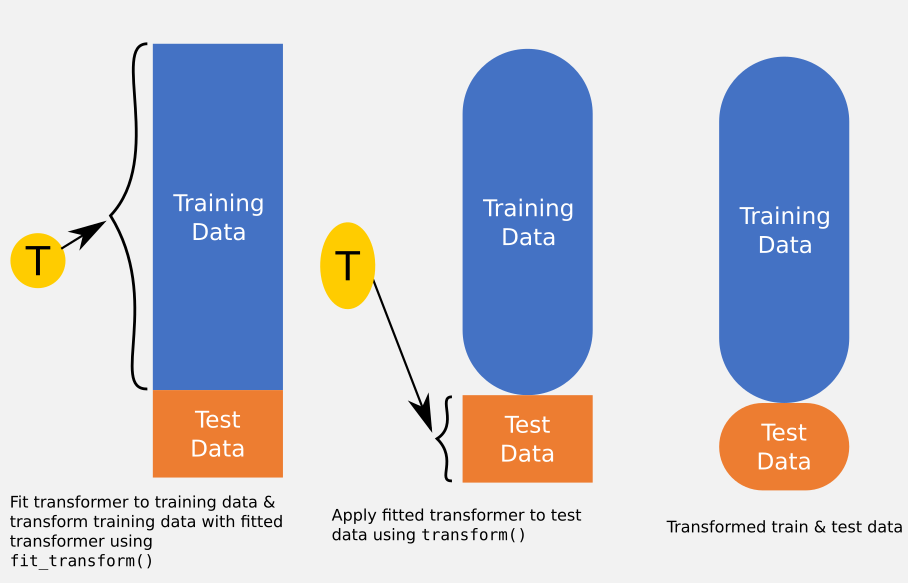 T
Training
Data
Test
Data
Fit transformer to training data &
transform training data with fitted
transformer using
fit_transform()
T
Training
Data
Test
Data
Apply fitted transformer to test
data using transform()
Training
Data
Test
Data
Transformed train & test data